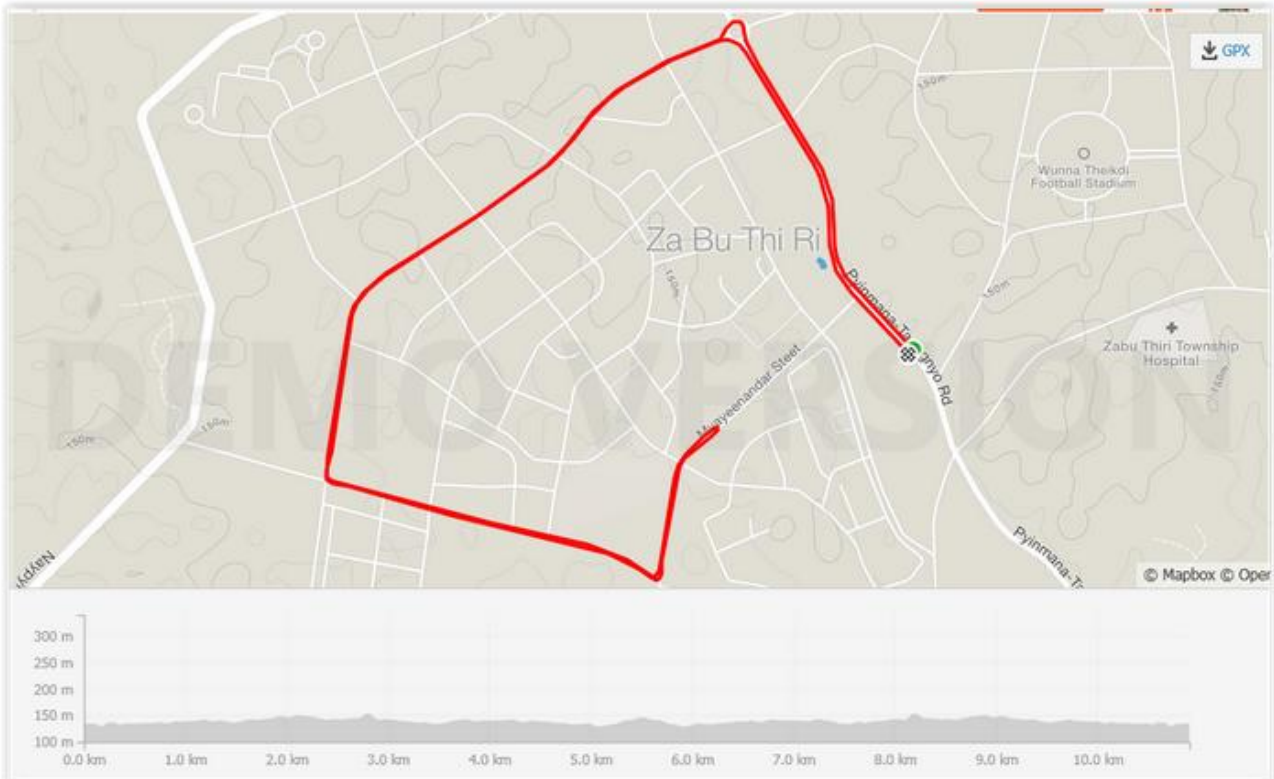 GPX
150m
Wunna Theikdi
Football Stadium
Za Bu Thi Ri
150m
150m
Pyinmana-Ta
gnyo Rd
Zabu Thiri Township
Hospital
150m
DEMO VERSION
Steet
150m
150m
Pyinmana-T
Naypy
© Mapbox © Oper
300 m
250 m
200 m
150 m
100 m
0.0 km 1.0 km 2.0 km 3.0 km 4.0 km 5.0 km 6.0 km 7.0 km 8.0 km 9.0 km 10.0 km